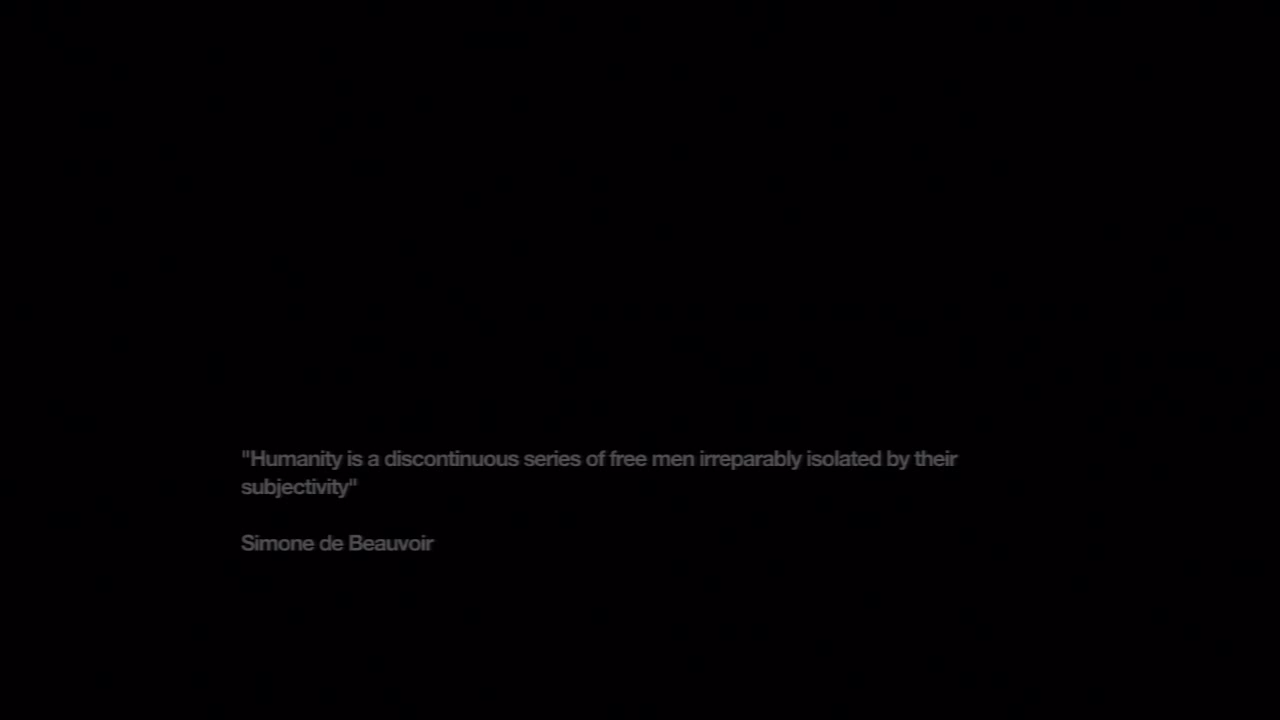 "Humanity is a discontinuous series of free men irreparably isolated by their
subjectivity"
Simone de Beauvoir